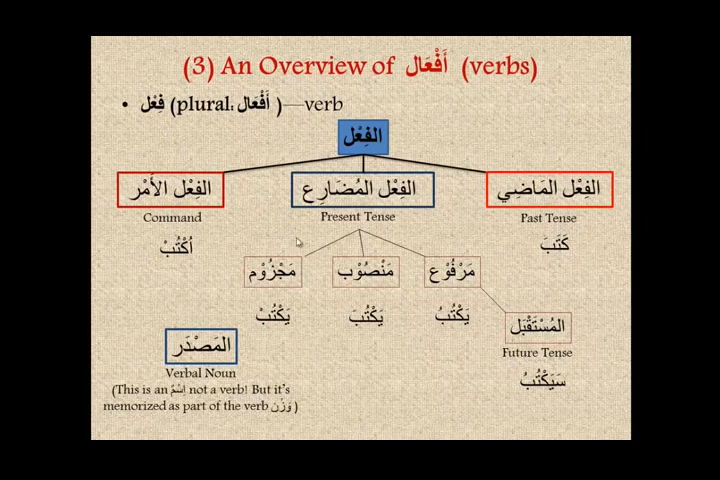 (3) An Overview of أَفْعَال (verbs)
• فِعْل (plural: أَفْعَال )—verb
الفِعْل
الفِعْل المَاضِي
الفِعْل المُضَارِع
الفِعْل الأَمْر
Past Tense
Present Tense
Command
كَتَبَ
اُكْتُبْ
مَرْفُوْع
مَنْصُوْب
مَجْزُوْم
يَكْتُبُ
يَكْتُبَ
يَكْتُبْ
المُسْتَقْبَل
Future Tense
سَيَكْتُبُ
المَصْدَر
Verbal Noun
(This is an اِسْمٌ not a verb! But it's
memorized as part of the verb وَزْن )